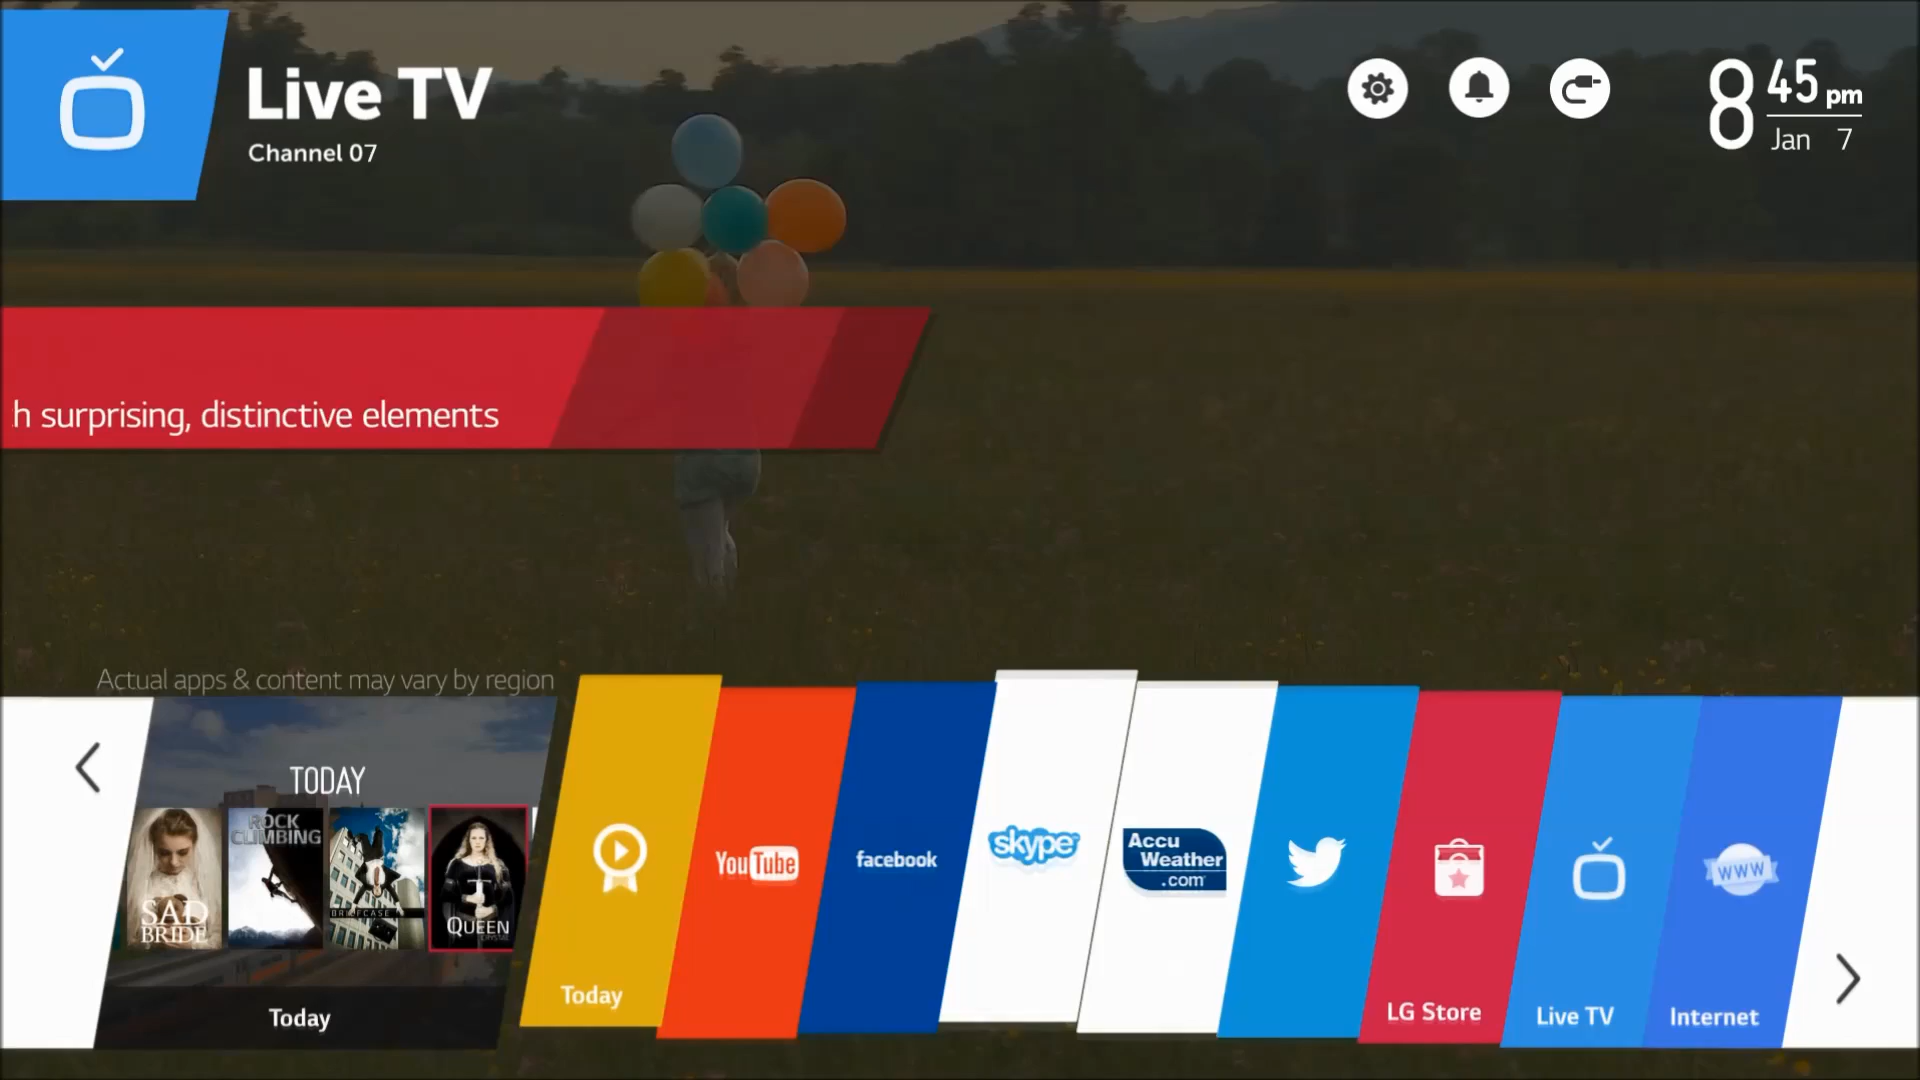 Live TV
Channel 07
8 45 pm
Jan 7
h surprising, distinctive elements
Actual apps & content may vary by region
TODAY
SAD
BRIDE
ROCK
CLIMBING
BRIEFCASE
QUEEN
Today
Today
YouTube
facebook
skype
Accu
Weather
.com
LG Store
Live TV
WWW
Internet